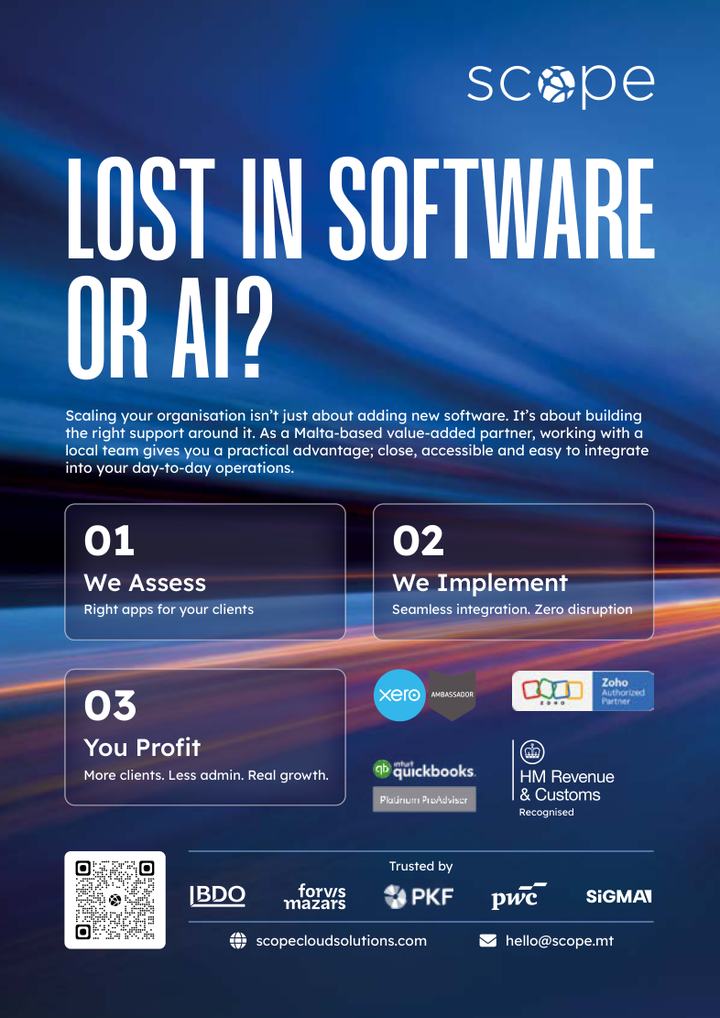 scope
LOST IN SOFTWARE
OR AI?
Scaling your organisation isn’t just about adding new software. It’s about building
the right support around it. As a Malta-based value-added partner, working with a
local team gives you a practical advantage; close, accessible and easy to integrate
into your day-to-day operations.
01
We Assess
Right apps for your clients
02
We Implement
Seamless integration. Zero disruption
03
You Profit
More clients. Less admin. Real growth.
xero
AMBASSADOR
ZOHO
Zoho
Authorized
Partner
intuit
qb quickbooks.
Platinum ProAdvisor
HM Revenue
& Customs
Recognised
Trusted by
BDO
forvis
mazars
PKF
pwc
SiGMA
scopecloudsolutions.com
hello@scope.mt